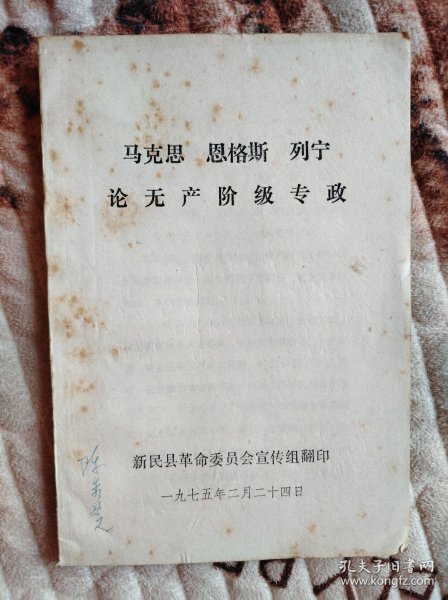 马克思 恩格斯 列宁
论无产阶级专政
新民县革命委员会宣传组翻印
一九七五年二月二十四日
孔夫子旧书网
www.kongfz.com